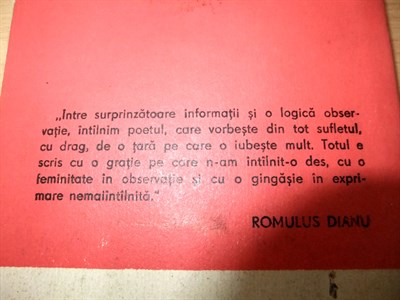 „Între surprinzătoare informații și o logică obser-
vație, întîlnim poetul, care vorbește din tot sufletul,
cu drag, de o țară pe care o iubește mult. Totul e
scris cu o grație pe care n-am întîlnit-o des, cu o
feminitate în observație și cu o gingășie în expri-
mare nemaiîntîlnită."
ROMULUS DIANU